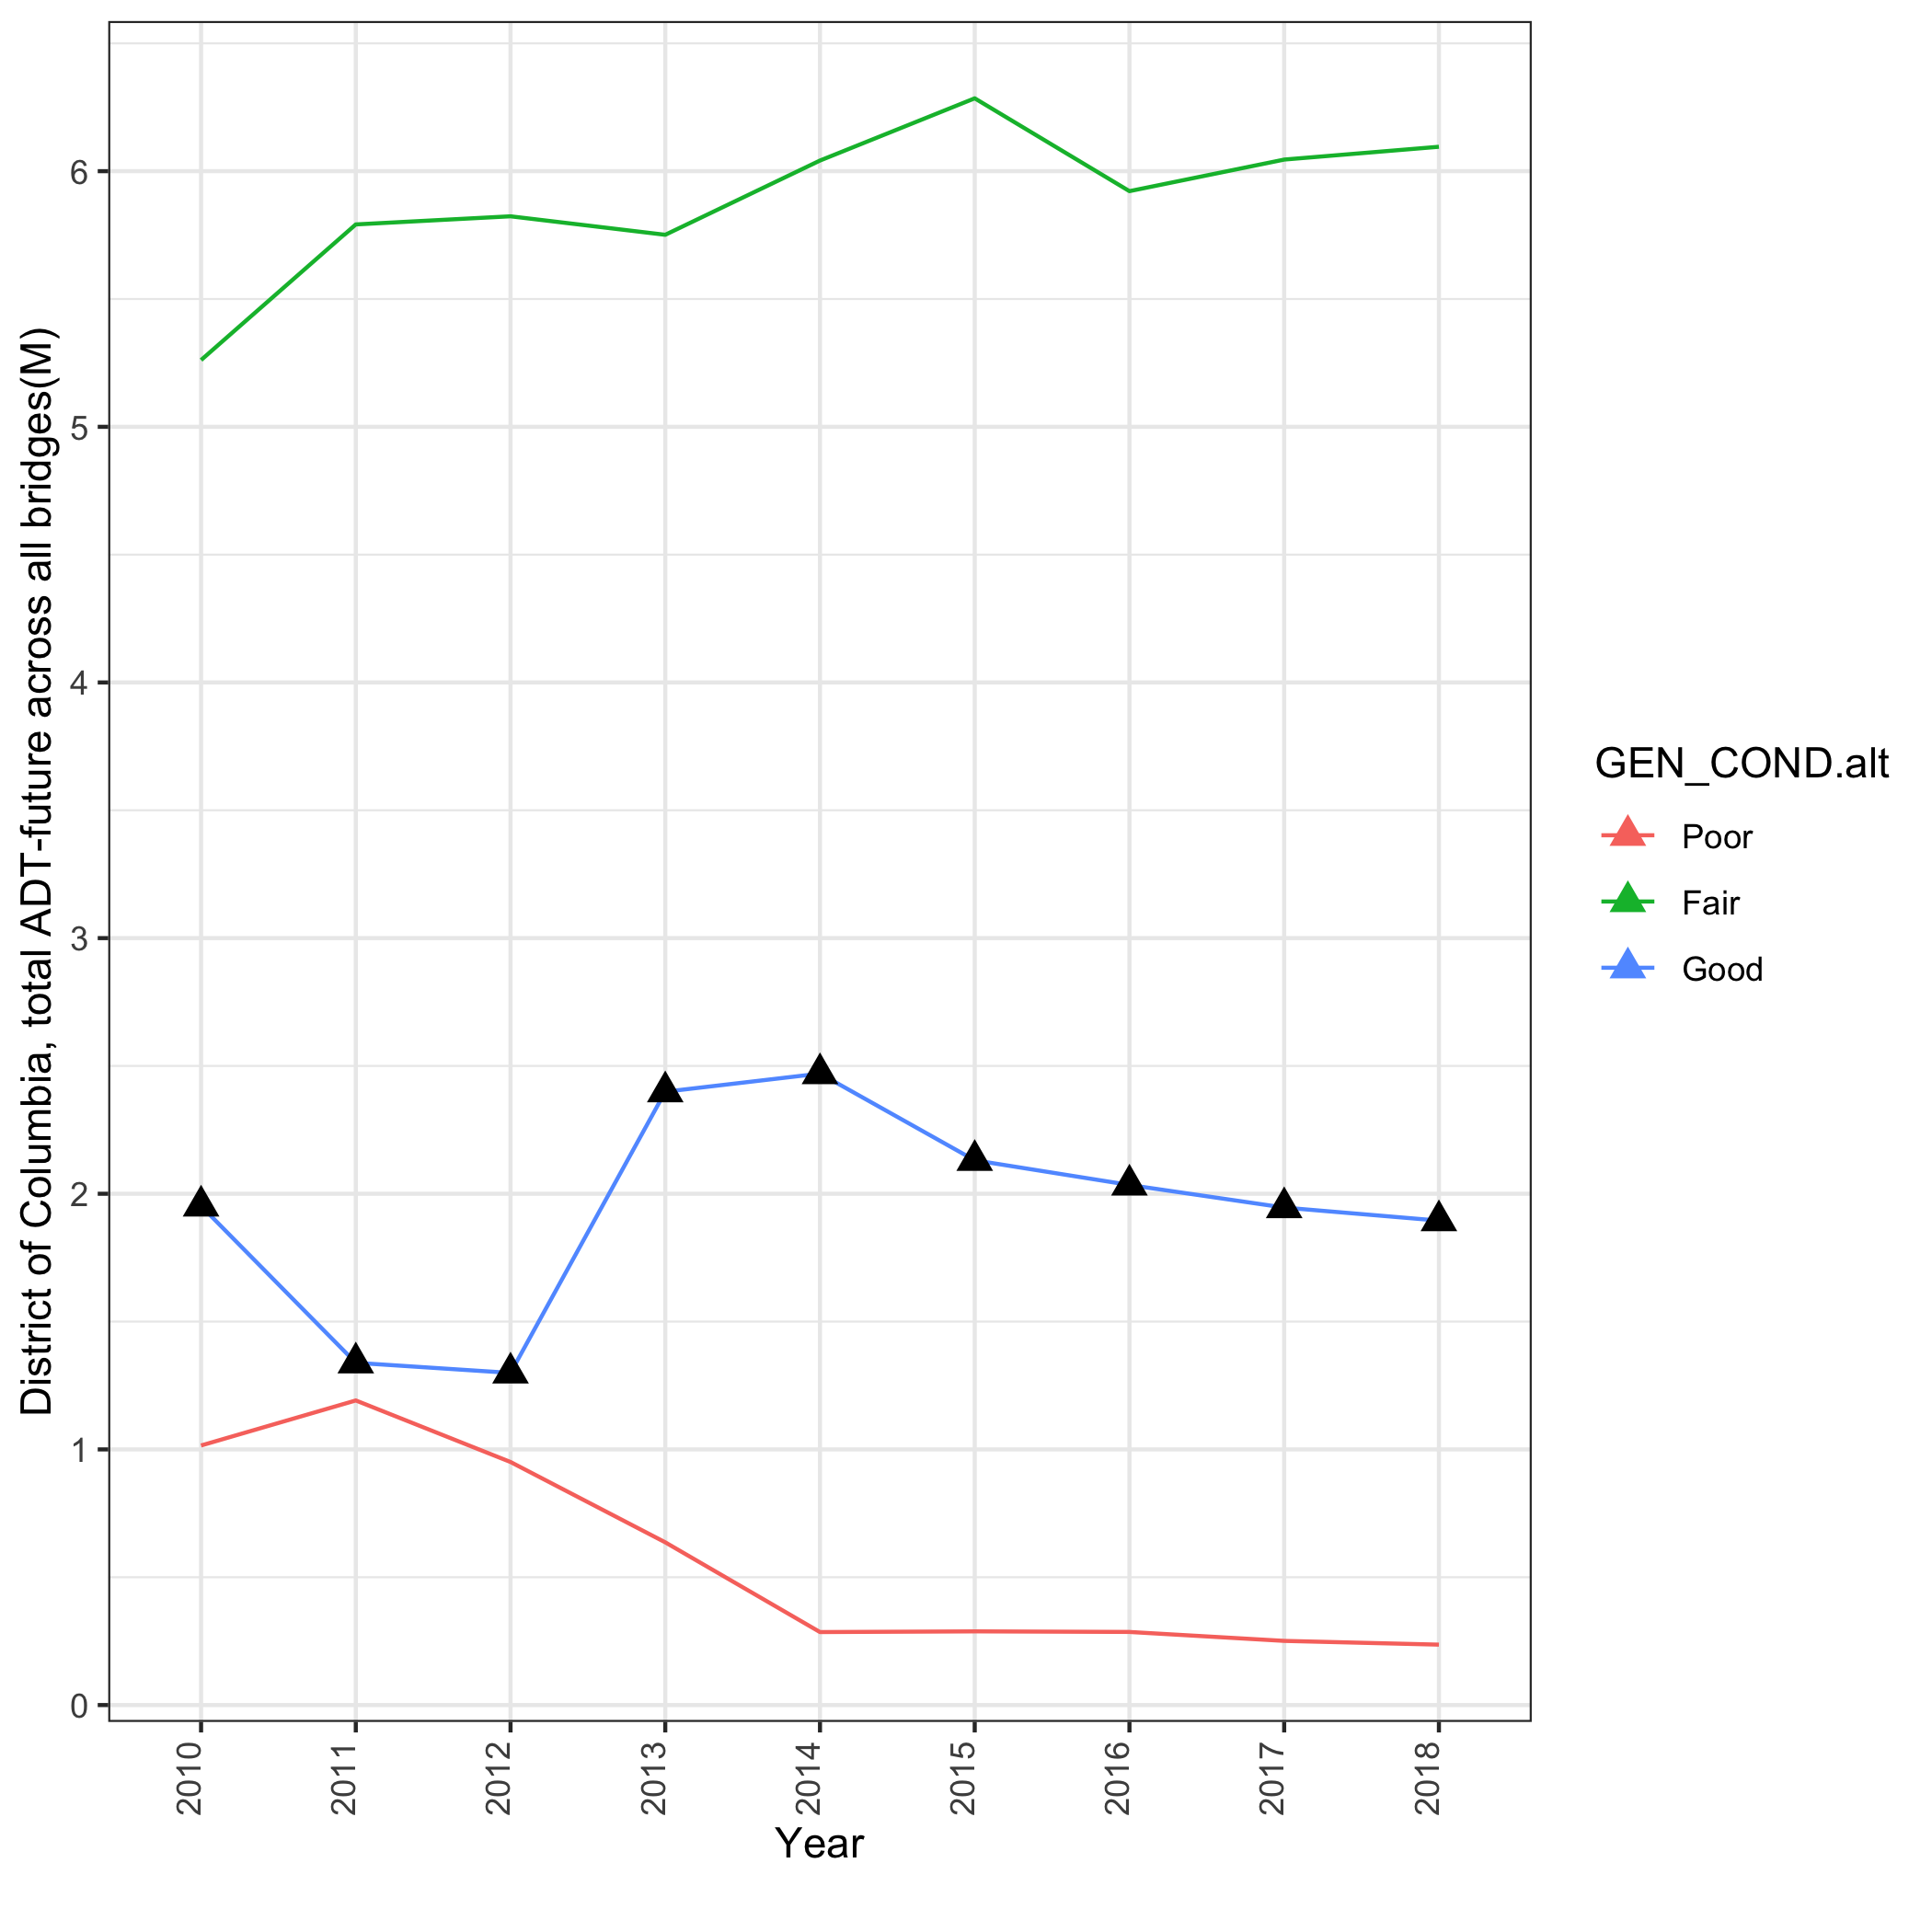 District of Columbia, total ADT-future across all bridges(M)
6
5
4
3
2
1
0
2010
2011
2012
2013
2014
2015
2016
2017
2018
Year
GEN_COND.alt
Poor
Fair
Good